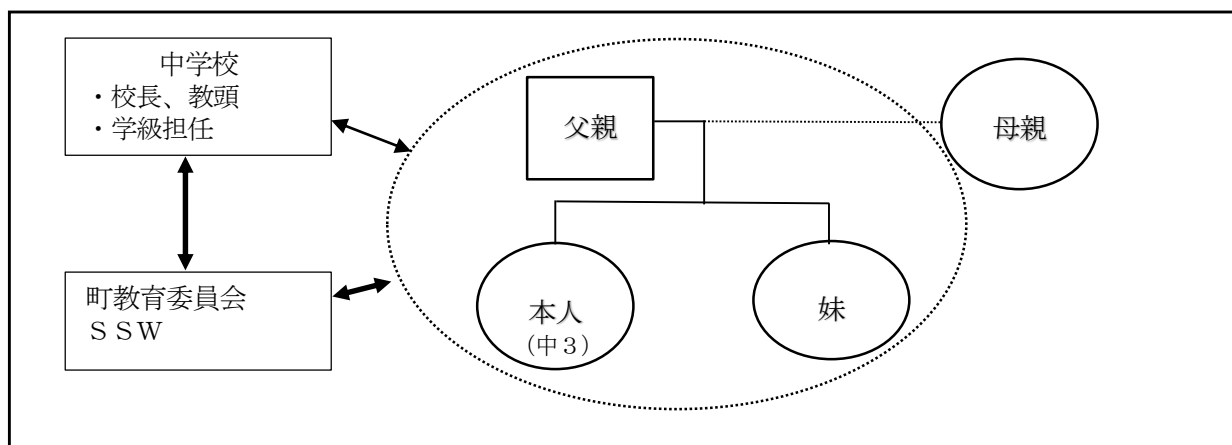 中学校
・校長、教頭
・学級担任
町教育委員会
ＳＳＷ
父親
母親
本人
(中３)
妹